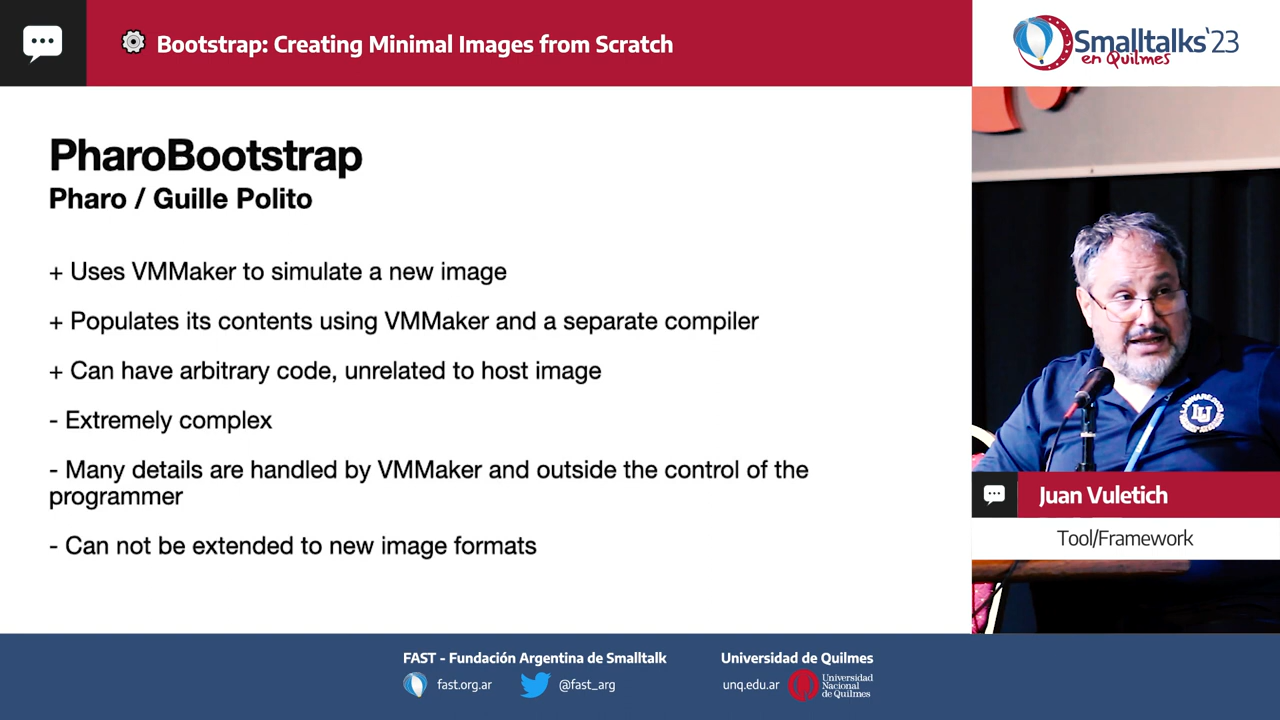 Bootstrap: Creating Minimal Images from Scratch
Smalltalks'23
en Quilmes
PharoBootstrap
Pharo / Guille Polito
+ Uses VMMaker to simulate a new image
+ Populates its contents using VMMaker and a separate compiler
+ Can have arbitrary code, unrelated to host image
- Extremely complex
- Many details are handled by VMMaker and outside the control of the
programmer
- Can not be extended to new image formats
LU
Juan Vuletich
Tool/Framework
FAST - Fundación Argentina de Smalltalk
fast.org.ar
@fast_arg
Universidad de Quilmes
unq.edu.ar
Universidad
Nacional
de Quilmes